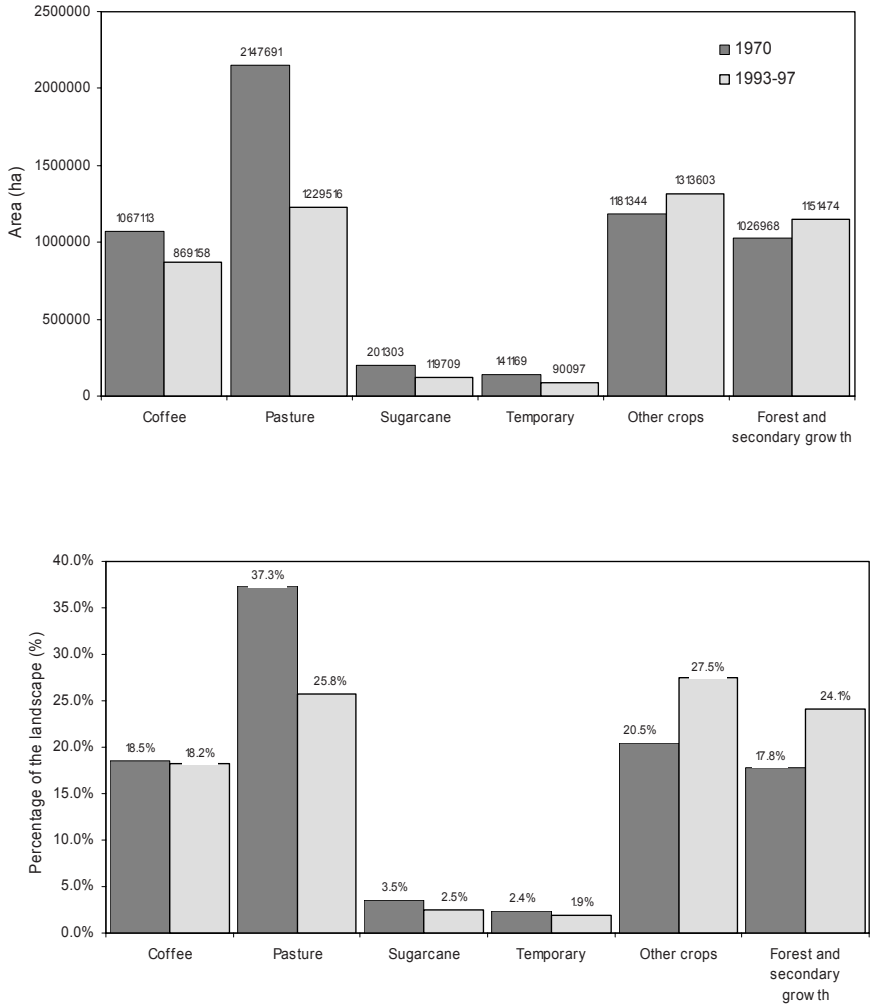 2500000
2000000
1500000
1000000
500000
0
Area (ha)
1970
1993-97
1067113
869158
2147691
1229516
201303
119709
141169
90097
1181344
1313603
1026968
1151474
Coffee
Pasture
Sugarcane
Temporary
Other crops
Forest and
secondary growth
40.0%
35.0%
30.0%
25.0%
20.0%
15.0%
10.0%
5.0%
0.0%
Percentage of the landscape (%)
18.5%
18.2%
37.3%
25.8%
3.5%
2.5%
2.4%
1.9%
20.5%
27.5%
17.8%
24.1%
Coffee
Pasture
Sugarcane
Temporary
Other crops
Forest and
secondary
growth